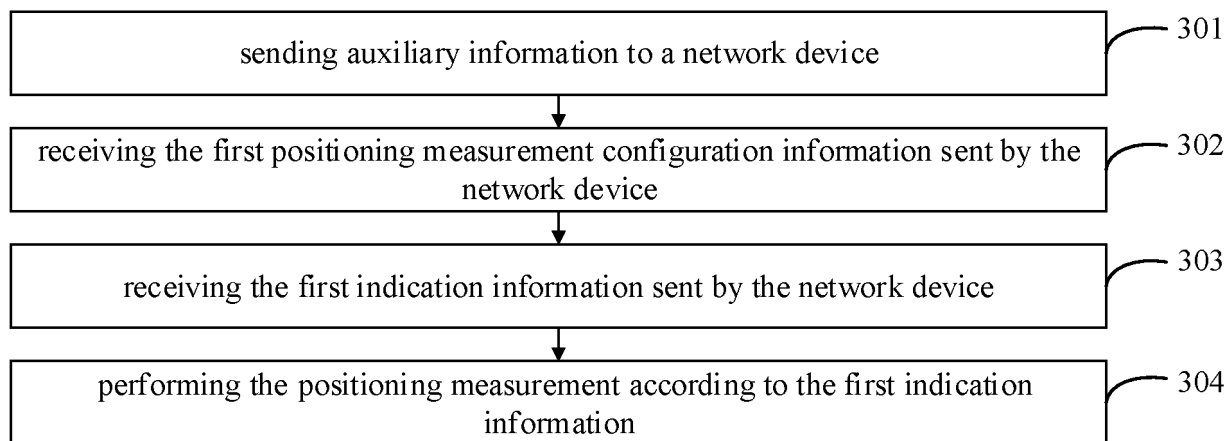 sending auxiliary information to a network device
301
receiving the first positioning measurement configuration information sent by the
network device
302
receiving the first indication information sent by the network device
303
performing the positioning measurement according to the first indication
information
304